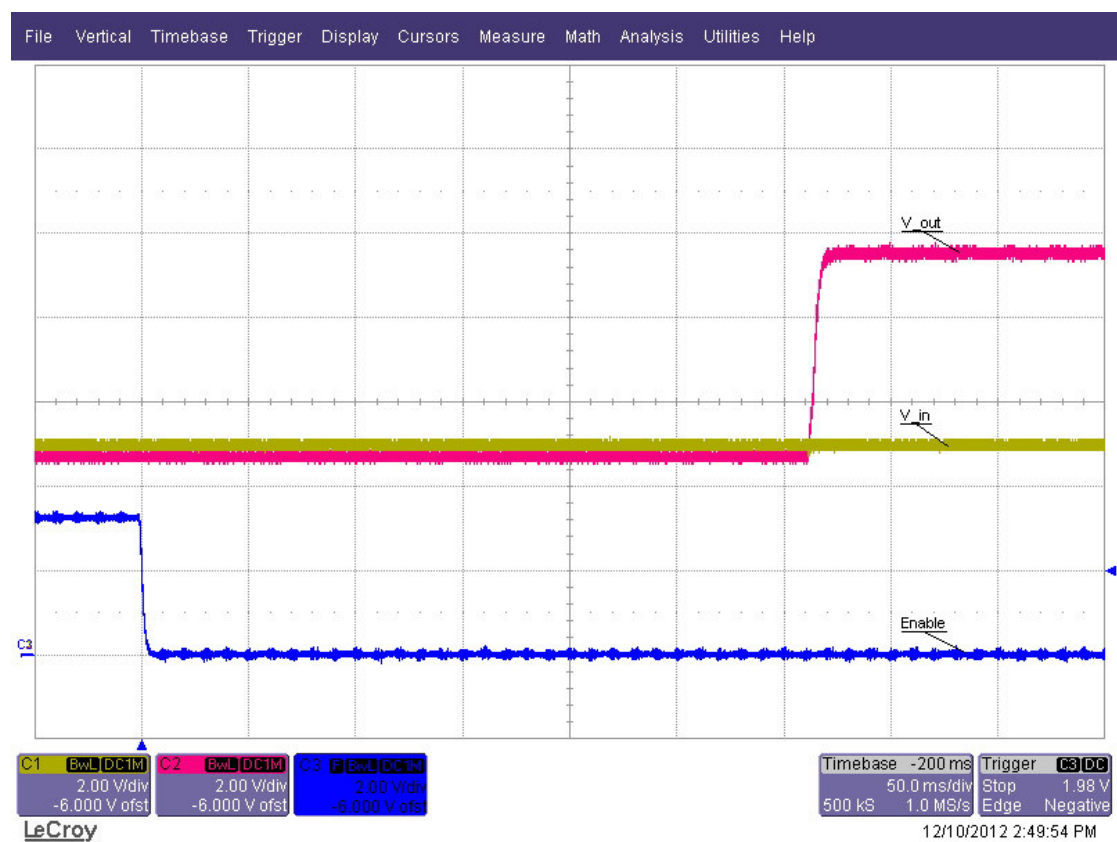 File Vertical Timebase Trigger Display Cursors Measure Math Analysis Utilities Help
V_out
V_in
Enable
C3
C1 BwL DC1M
2.00 V/div
-6.000 V ofst
C2 BwL DC1M
2.00 V/div
-6.000 V ofst
C3 F BwL DC1M
2.00 V/div
-6.000 V ofst
Timebase -200 ms
50.0 ms/div
500 kS 1.0 MS/s
Trigger C3 DC
Stop 1.98 V
Edge Negative
LeCroy
12/10/2012 2:49:54 PM